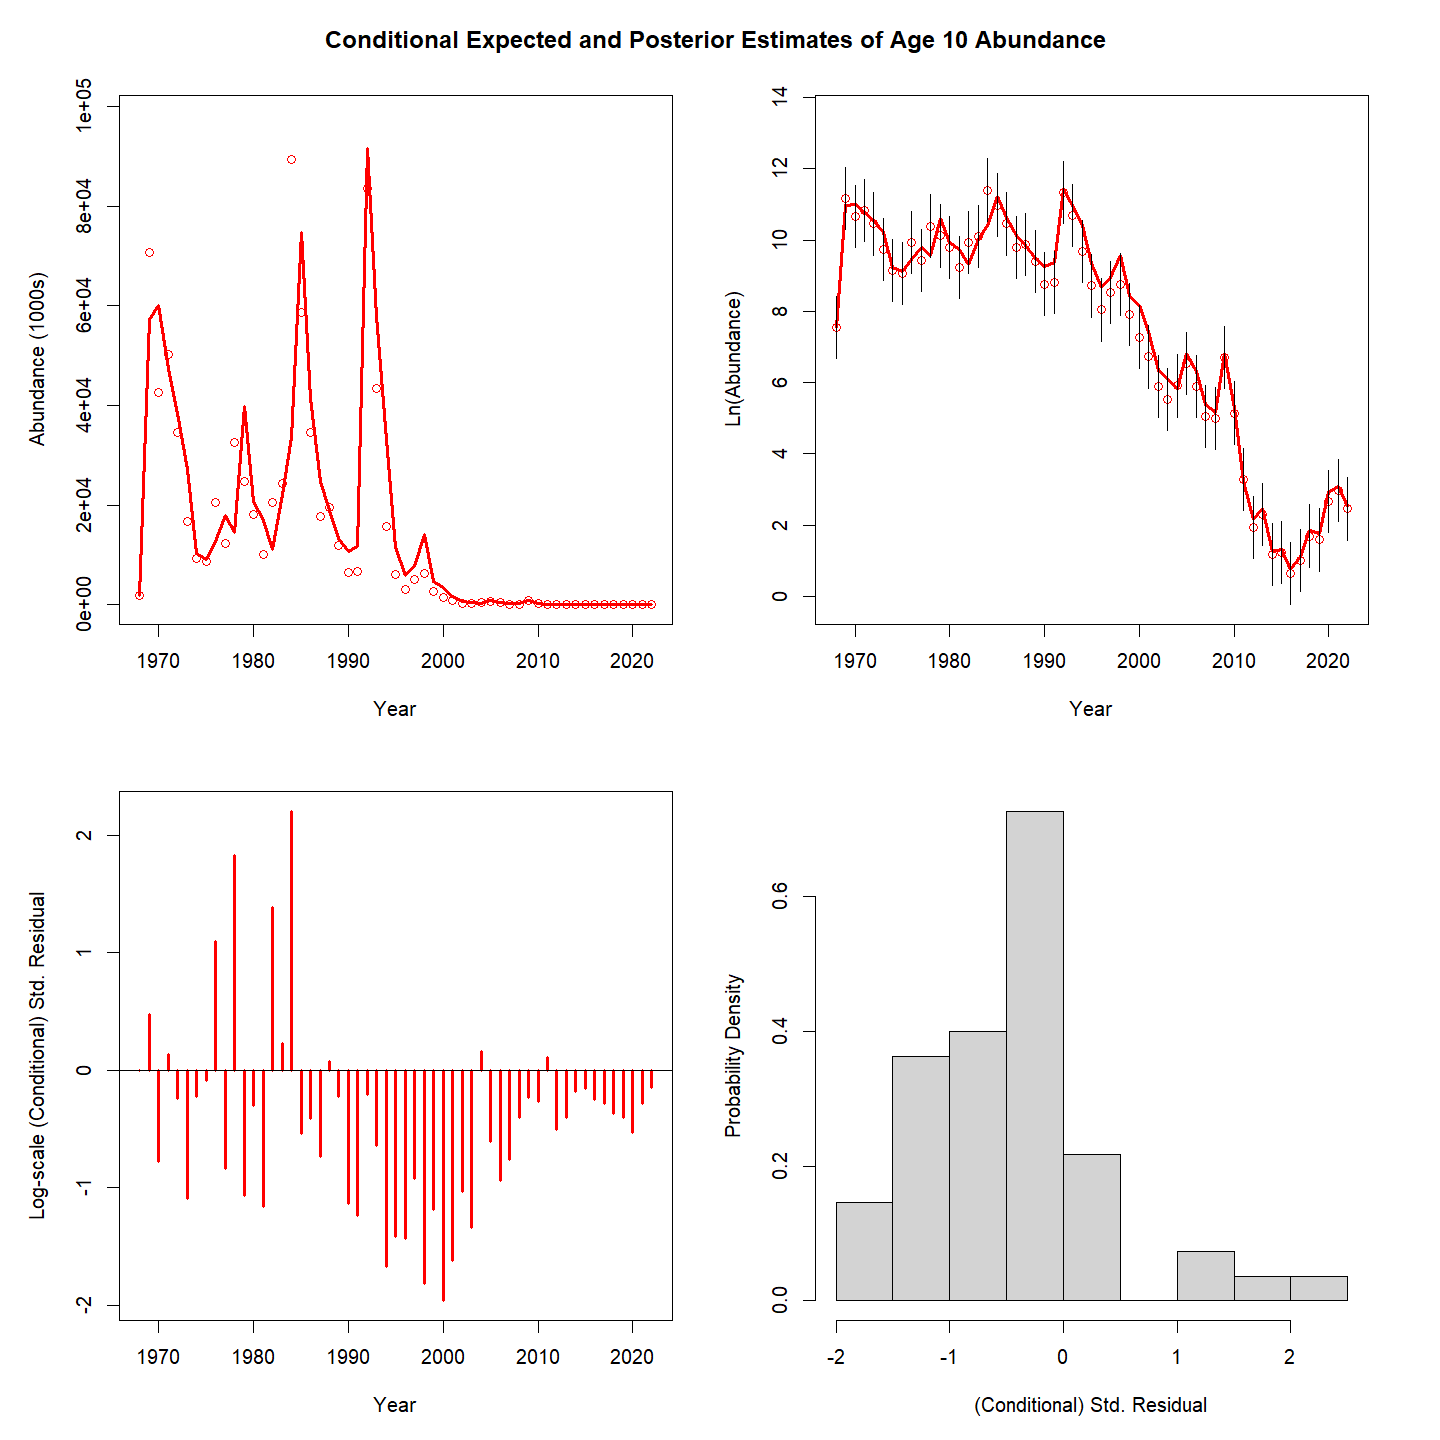 Conditional Expected and Posterior Estimates of Age 10 Abundance
Abundance (1000s)
1e+05
8e+04
6e+04
4e+04
2e+04
0e+00
1970 1980 1990 2000 2010 2020
Year
Ln(Abundance)
14
12
10
8
6
4
2
0
1970 1980 1990 2000 2010 2020
Year
Log-scale (Conditional) Std. Residual
2
1
0
-1
-2
1970 1980 1990 2000 2010 2020
Year
Probability Density
0.6
0.4
0.2
0.0
-2 -1 0 1 2
(Conditional) Std. Residual